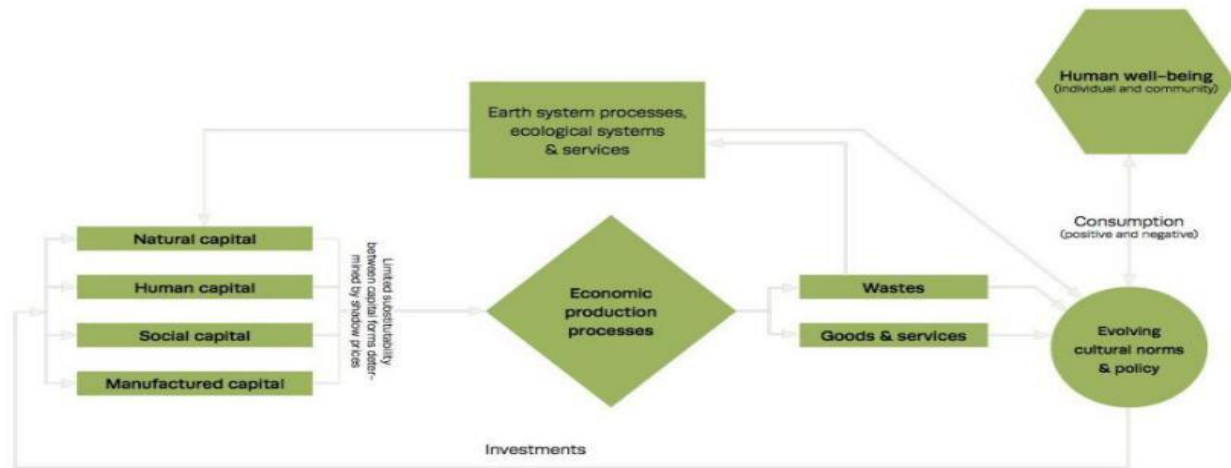 Human well-being
(individual and community)
Earth system processes,
ecological systems
& services
Consumption
(positive and negative)
Natural capital
Human capital
Social capital
Manufactured capital
Limited substitutability
between capital forms deter-
mined by shadow prices
Economic
production
processes
Wastes
Goods & services
Evolving
cultural norms
& policy
Investments